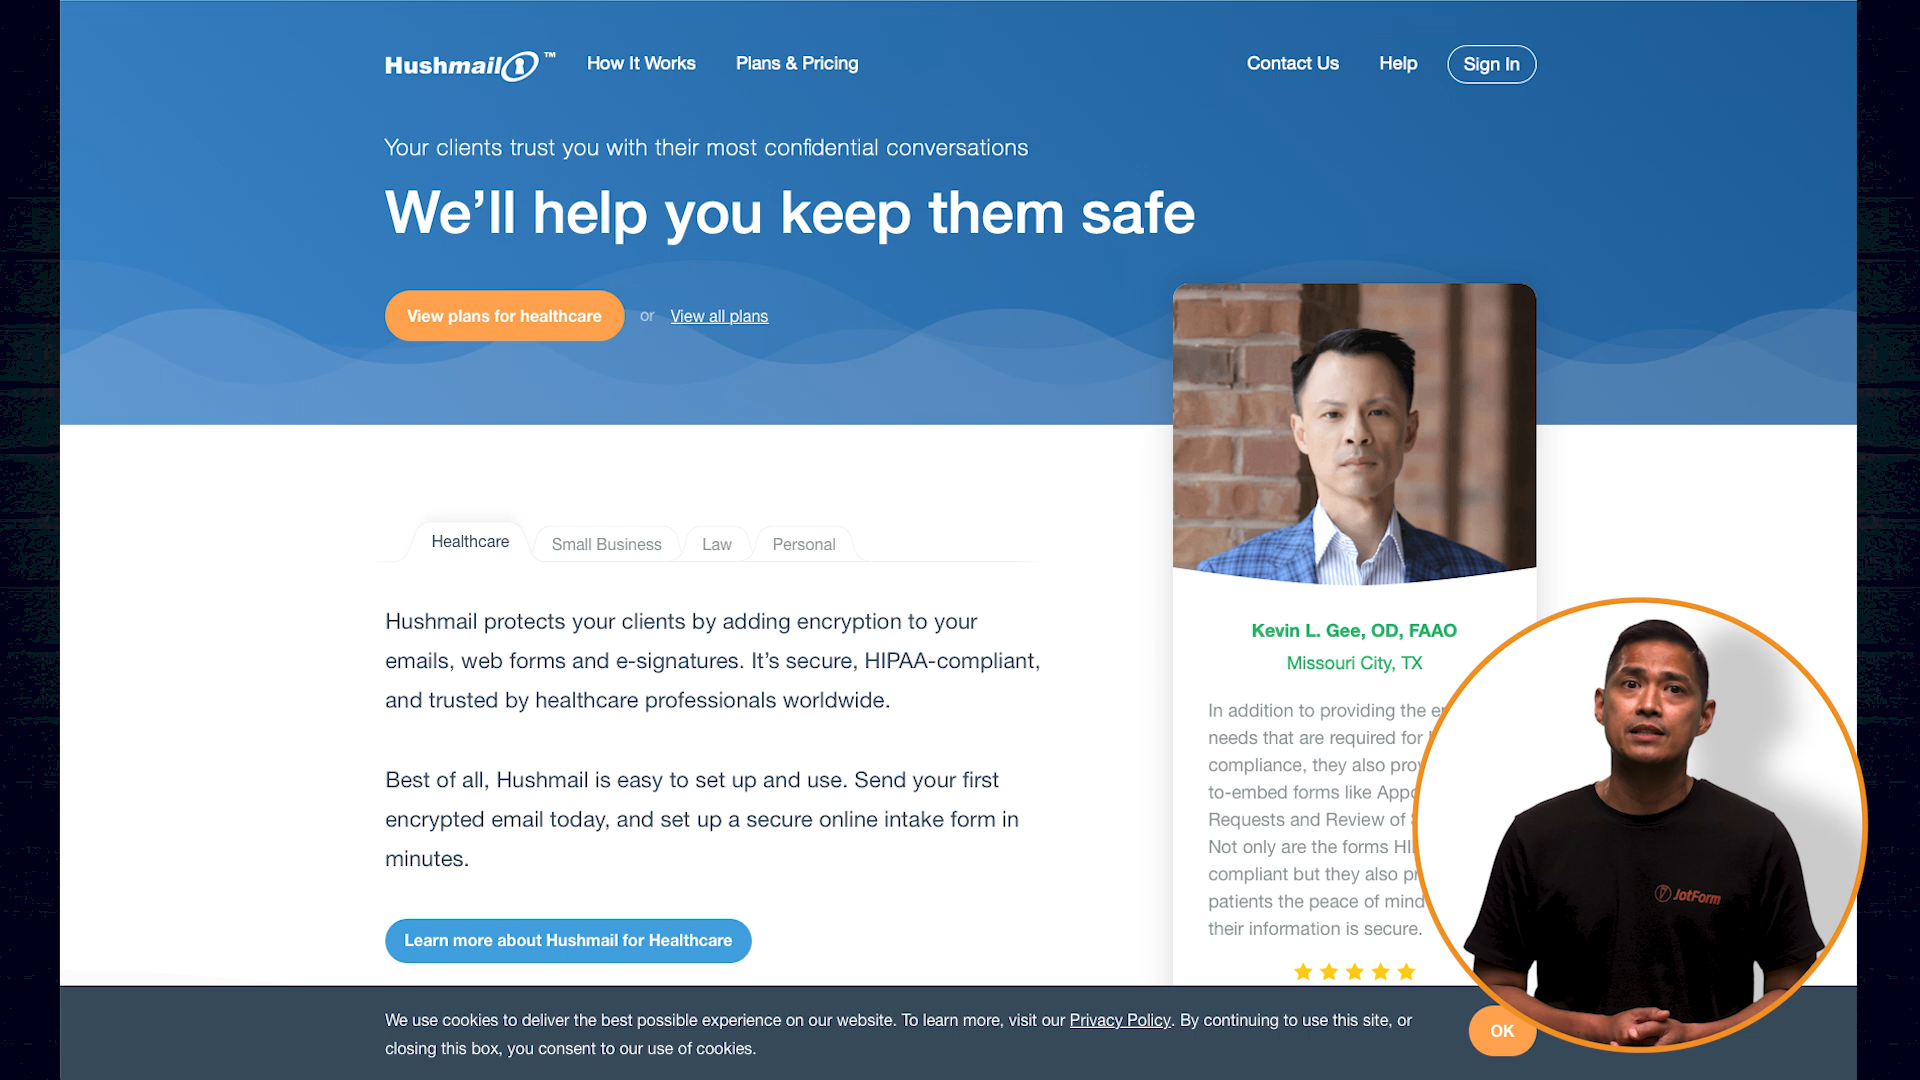 Hushmail™
How It Works
Plans & Pricing
Contact Us
Help
Sign In
Your clients trust you with their most confidential conversations
We’ll help you keep them safe
View plans for healthcare
or
View all plans
Healthcare
Small Business
Law
Personal
Hushmail protects your clients by adding encryption to your
emails, web forms and e-signatures. It’s secure, HIPAA-compliant,
and trusted by healthcare professionals worldwide.
Best of all, Hushmail is easy to set up and use. Send your first
encrypted email today, and set up a secure online intake form in
minutes.
Learn more about Hushmail for Healthcare
Kevin L. Gee, OD, FAAO
Missouri City, TX
In addition to providing the
needs that are required for
compliance, they also
to-embed forms like
Requests and Review of
Not only are the forms
compliant but they also
patients the peace of mind
their information is secure.
JotForm
We use cookies to deliver the best possible experience on our website. To learn more, visit our Privacy Policy. By continuing to use this site, or
closing this box, you consent to our use of cookies.
OK